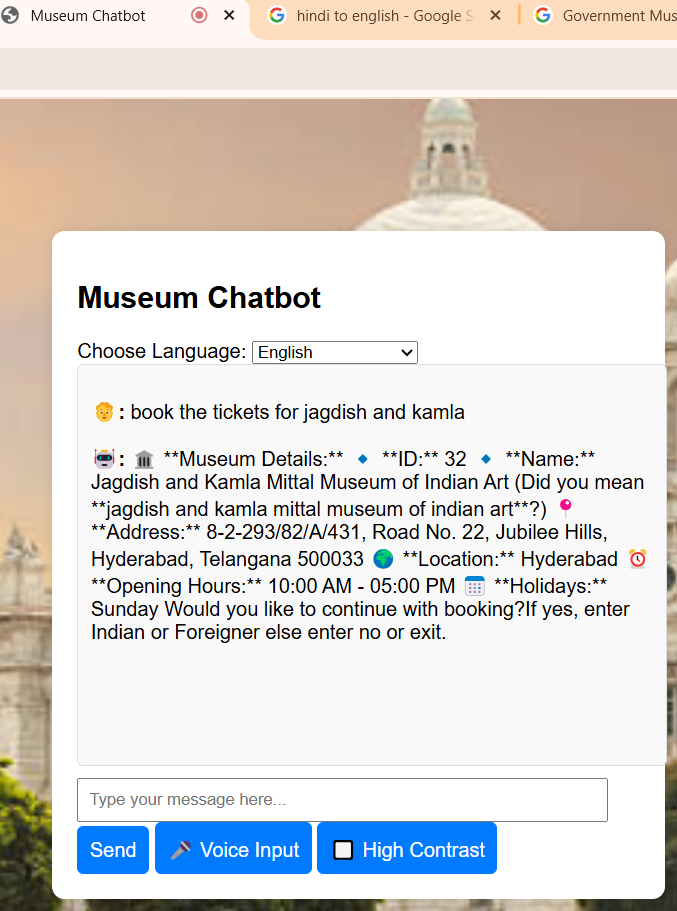 Museum Chatbot
hindi to english - Google S
Government Mus
Museum Chatbot
Choose Language: English
🧑: book the tickets for jagdish and kamla
🤖: 🏛️ **Museum Details:** 🔹 **ID:** 32 🔹 **Name:**
Jagdish and Kamla Mittal Museum of Indian Art (Did you mean
**jagdish and kamla mittal museum of indian art**?) 📍
**Address:** 8-2-293/82/A/431, Road No. 22, Jubilee Hills,
Hyderabad, Telangana 500033 🌍 **Location:** Hyderabad ⏰
**Opening Hours:** 10:00 AM - 05:00 PM 📅 **Holidays:**
Sunday Would you like to continue with booking?If yes, enter
Indian or Foreigner else enter no or exit.
Type your message here...
Send
🎤 Voice Input
🔲 High Contrast